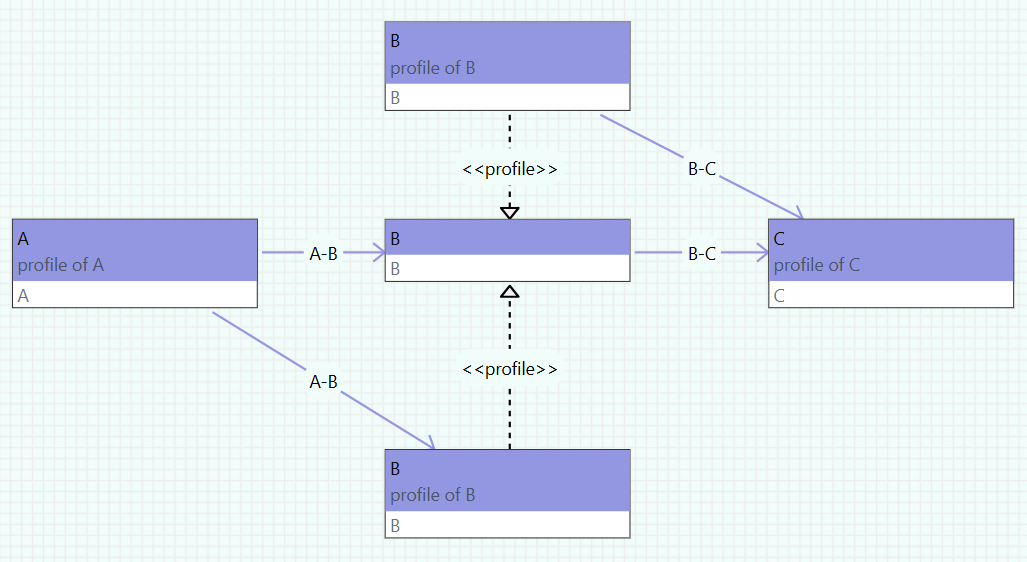 B
profile of B
B
<<profile>>
B-C
A
profile of A
A
A-B
B
B
B-C
C
profile of C
C
<<profile>>
A-B
B
profile of B
B